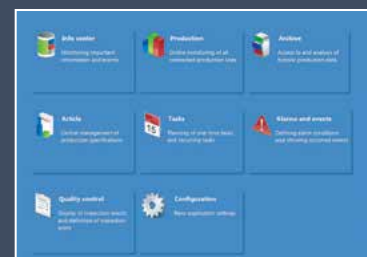 Info center
Monitoring important
information and events
Production
Online monitoring of all
connected production lines
Archive
Access to and analysis of
historic production data
Article
Central management of
production specifications
15
Tasks
Planning of one-time tasks
and recurring tasks
Alarms and events
Defining alarm conditions
and showing occurred events
Quality control
Display of inspection results
and definition of inspection
Configuration
Basic application settings